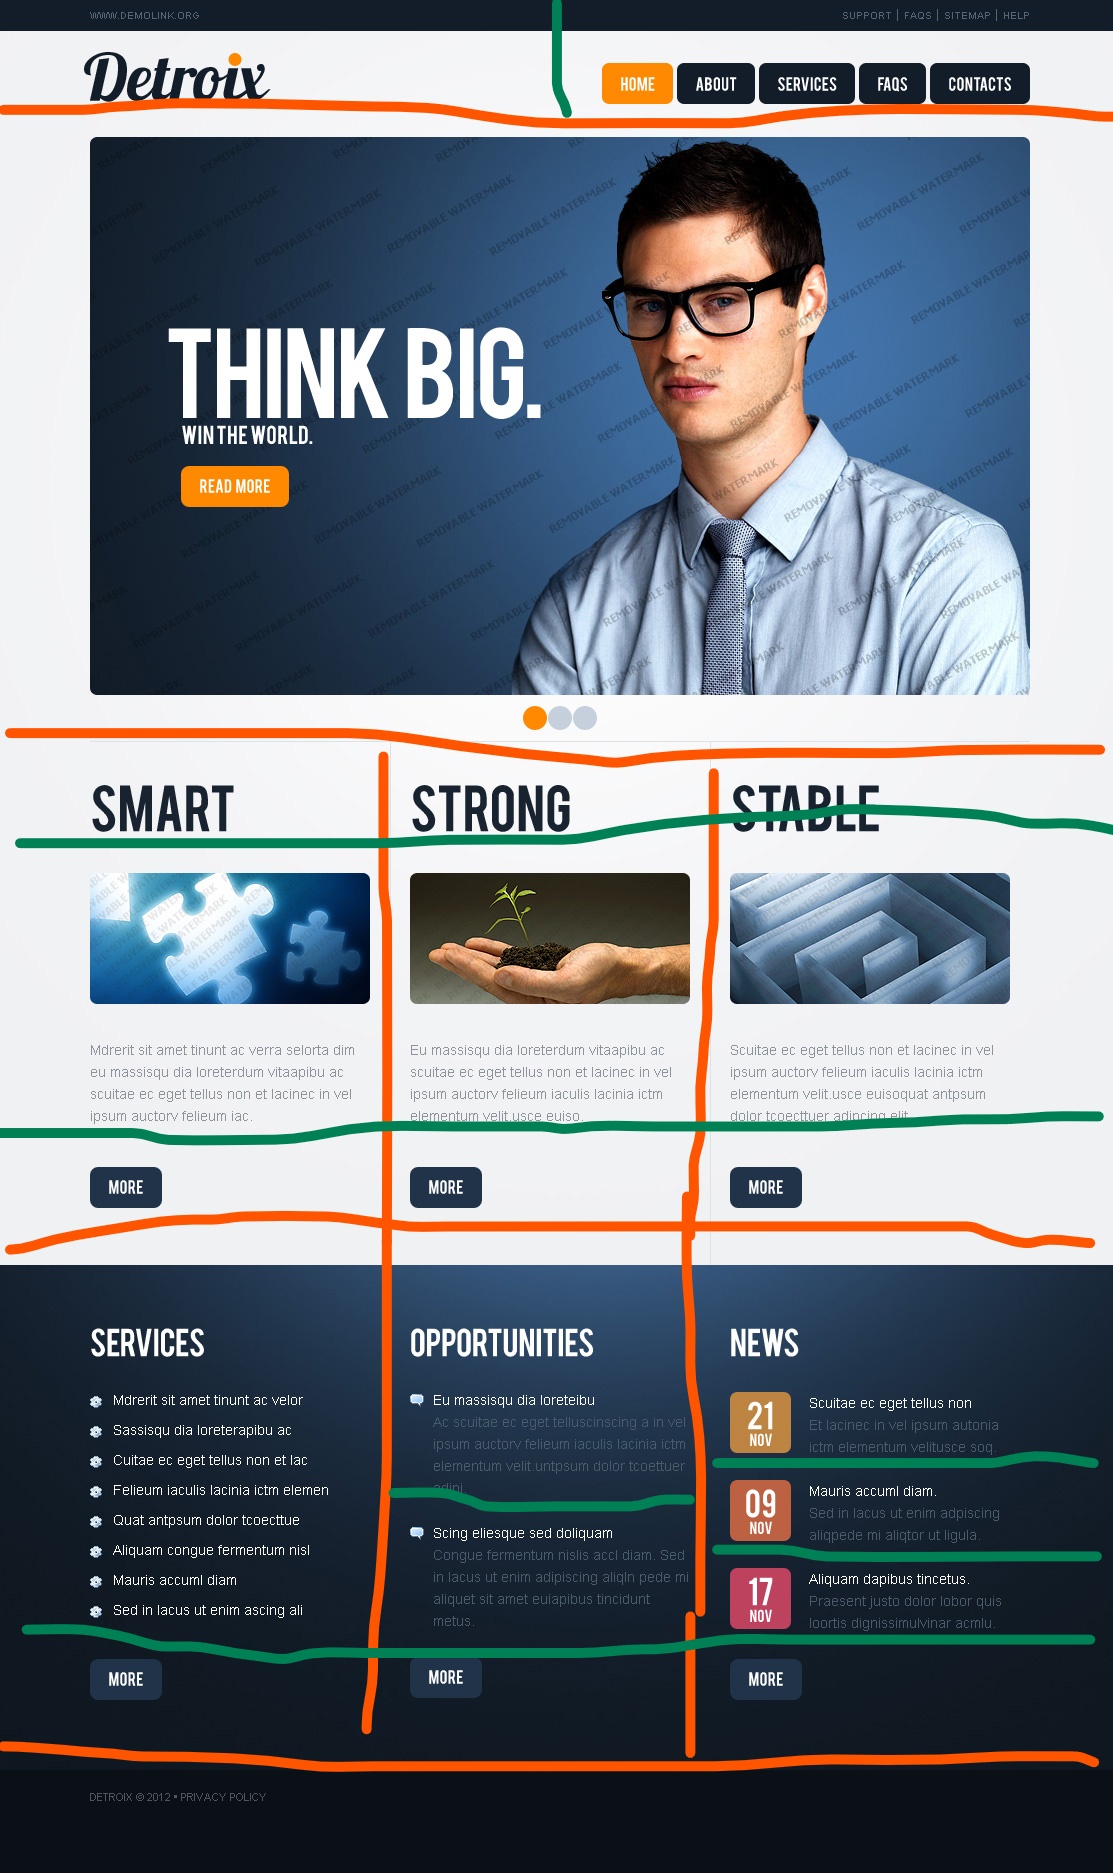 WWW.DEMOLINK.ORG
SUPPORT | FAQS | SITEMAP | HELP
Detroix
HOME ABOUT SERVICES FAQS CONTACTS
REMOVABLE WATERMARK
THINK BIG.
WIN THE WORLD.
READ MORE
SMART
Mdrerit sit amet tinunt ac verra selorta dim
eu massisqu dia loreterdum vitaapibu ac
scuitae ec eget tellus non et lacinec in vel
ipsum auctorv felieum iac.
MORE
STRONG
Eu massisqu dia loreterdum vitaapibu ac
scuitae ec eget tellus non et lacinec in vel
ipsum auctorv felieum iaculis lacinia ictm
elementum velit.usce euiso.
MORE
STABLE
Scuitae ec eget tellus non et lacinec in vel
ipsum auctorv felieum iaculis lacinia ictm
elementum velit.usce euisoquat antpsum
dolor tcoecttuer adipcing elit
MORE
SERVICES
Mdrerit sit amet tinunt ac velor
Sassisqu dia loreterapibu ac
Cuitae ec eget tellus non et lac
Felieum iaculis lacinia ictm elemen
Quat antpsum dolor tcoecttue
Aliquam congue fermentum nisl
Mauris accuml diam
Sed in lacus ut enim ascing ali
MORE
OPPORTUNITIES
Eu massisqu dia loreteibu
Ac scuitae ec eget telluscinscing a in vel
ipsum auctorv felieum iaculis lacinia ictm
elementum velit.untpsum dolor tcoettuer
adipi.
Scing eliesque sed doliquam
Congue fermentum nislis accl diam. Sed
in lacus ut enim adipiscing aliqln pede mi
aliquet sit amet eulapibus tincidunt
metus.
MORE
NEWS
21
NOV
Scuitae ec eget tellus non
Et lacinec in vel ipsum autonia
ictm elementum velitusce soq.
09
NOV
Mauris accuml diam.
Sed in lacus ut enim adpiscing
aliqpede mi aliqtor ut ligula.
17
NOV
Aliquam dapibus tincetus.
Praesent justo dolor lobor quis
loortis dignissimulvinar acmlu.
MORE
DETROIX © 2012 • PRIVACY POLICY